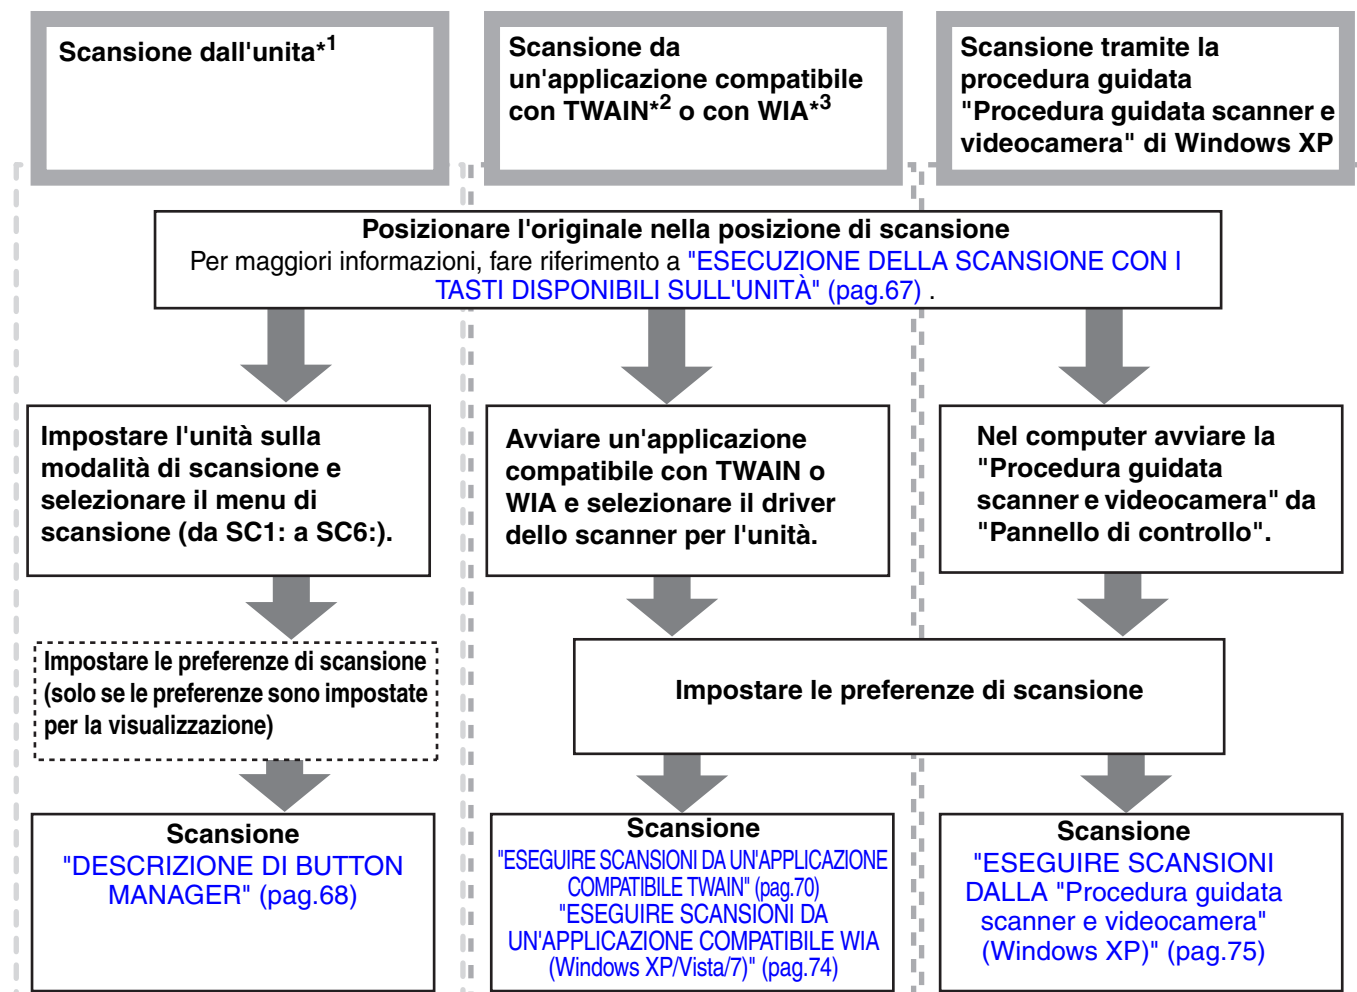 Scansione dall'unita*1
Scansione da
un'applicazione compatibile
con TWAIN*2 o con WIA*3
Scansione tramite la
procedura guidata
"Procedura guidata scanner e
videocamera" di Windows XP
Posizionare l'originale nella posizione di scansione
Per maggiori informazioni, fare riferimento a "ESECUZIONE DELLA SCANSIONE CON I
TASTI DISPONIBILI SULL'UNITÀ" (pag.67) .
Impostare l'unità sulla
modalità di scansione e
selezionare il menu di
scansione (da SC1: a SC6:).
Avviare un'applicazione
compatibile con TWAIN o
WIA e selezionare il driver
dello scanner per l'unità.
Nel computer avviare la
"Procedura guidata
scanner e videocamera" da
"Pannello di controllo".
Impostare le preferenze di scansione
(solo se le preferenze sono impostate
per la visualizzazione)
Impostare le preferenze di scansione
Scansione
"DESCRIZIONE DI BUTTON
MANAGER" (pag.68)
Scansione
"ESEGUIRE SCANSIONI DA UN'APPLICAZIONE
COMPATIBILE TWAIN" (pag.70)
"ESEGUIRE SCANSIONI DA
UN'APPLICAZIONE COMPATIBILE WIA
(Windows XP/Vista/7)" (pag.74)
Scansione
"ESEGUIRE SCANSIONI
DALLA "Procedura guidata
scanner e videocamera"
(Windows XP)" (pag.75)